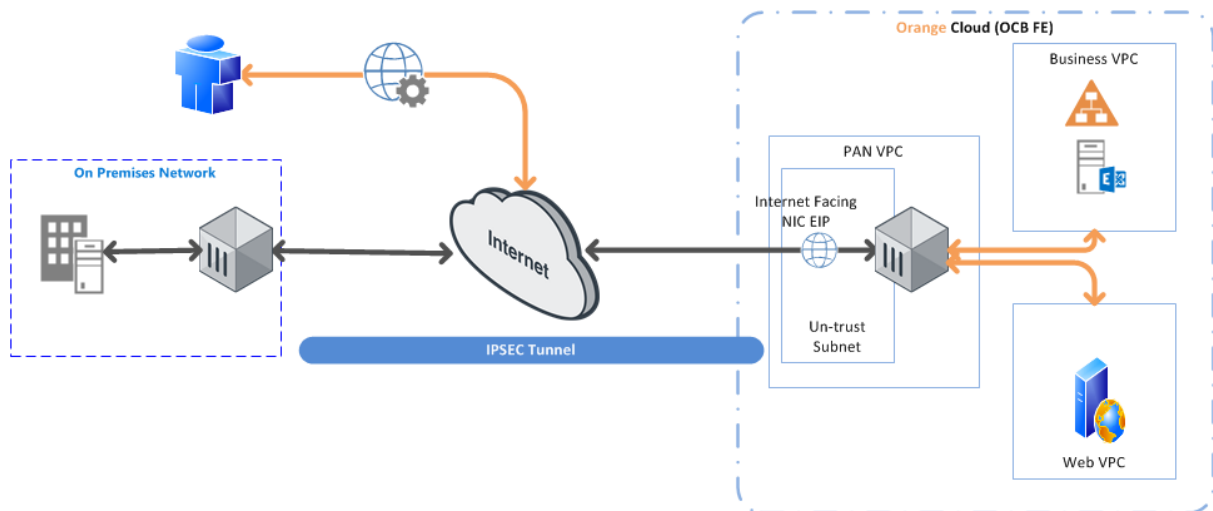 Orange Cloud (OCB FE)
Business VPC
PAN VPC
On Premises Network
Internet Facing
NIC EIP
Internet
E
Un-trust
Subnet
IPSEC Tunnel
Web VPC